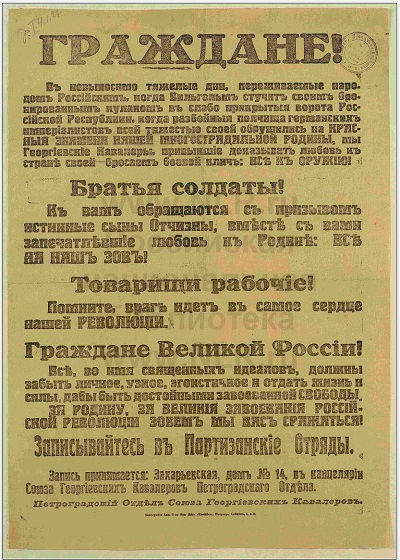 ГРАЖДАНЕ!
Въ невыносимо тяжелые дни, переживаемые наро-
домъ Россійскимъ, когда Вильгельмъ стучитъ своимъ бро-
нированнымъ кулакомъ въ слабо прикрытыя ворота Рос-
сійской Республики, когда разбойныя полчища германскихъ
имперіалистовъ всей тяжестью своей обрушились на КРАС-
НЫЯ ЗНАМЕНА НАШЕЙ МНОГОСТРАДАЛЬНОЙ РОДИНЫ, мы
Георгіевскіе Кавалеры, привыкшіе доказывать любовь къ
странѣ своей—бросаемъ боевой кличъ: ВСѢ КЪ ОРУЖІЮ!
Братья солдаты!
Къ вамъ обращаются съ призывомъ
истинные сыны Отчизны, вмѣстѣ съ вами
запечатлѣвшіе любовь къ Родинѣ: ВСѢ
НА НАШЪ ЗОВЪ!
Товарищи рабочіе!
Помните, врагъ идетъ въ самое сердце
нашей РЕВОЛЮЦІИ.
Граждане Великой Россіи!
Всѣ, во имя священныхъ идеаловъ, должны
забыть личное, узкое, эгоистичное и отдать жизнь и
силы, дабы быть достойными завоеванной СВОБОДЫ.
ЗА РОДИНУ, ЗА ВЕЛИКІЯ ЗАВОЕВАНІЯ РОССІЙ-
СКОЙ РЕВОЛЮЦІИ ЗОВЕМЪ МЫ ВАСЪ СРАЖАТЬСЯ!
Записывайтесь въ Партизанскіе Отряды.
Запись принимается: Захарьевская, домъ № 14, въ канцеляріи
Союза Георгіевскихъ Кавалеровъ Петроградскаго Отдѣла.
Петроградскій Отдѣлъ Союза Георгіевскихъ Кавалеровъ.